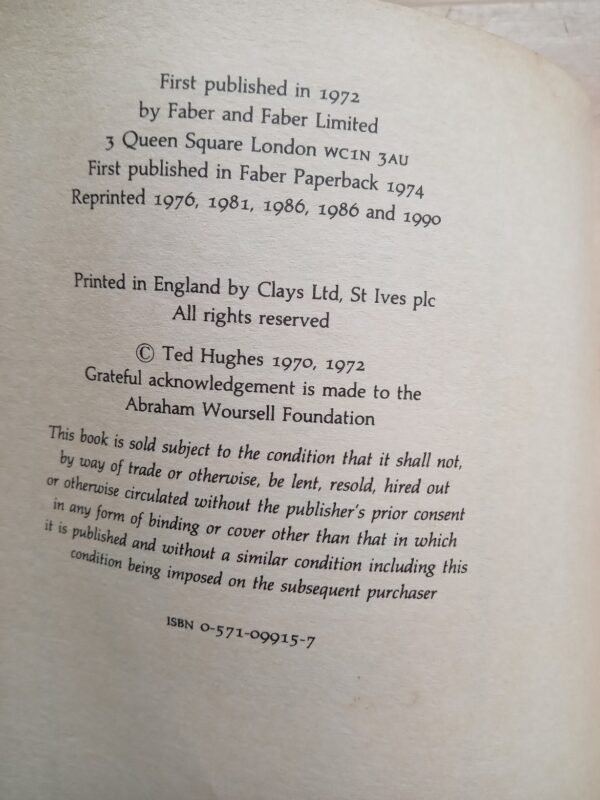 First published in 1972
by Faber and Faber Limited
3 Queen Square London WC1N 3AU
First published in Faber Paperback 1974
Reprinted 1976, 1981, 1986, 1986 and 1990
Printed in England by Clays Ltd, St Ives plc
All rights reserved
© Ted Hughes 1970, 1972
Grateful acknowledgement is made to the
Abraham Woursell Foundation
This book is sold subject to the condition that it shall not,
by way of trade or otherwise, be lent, resold, hired out
or otherwise circulated without the publisher's prior consent
in any form of binding or cover other than that in which
it is published and without a similar condition including this
condition being imposed on the subsequent purchaser
ISBN 0-571-09915-7